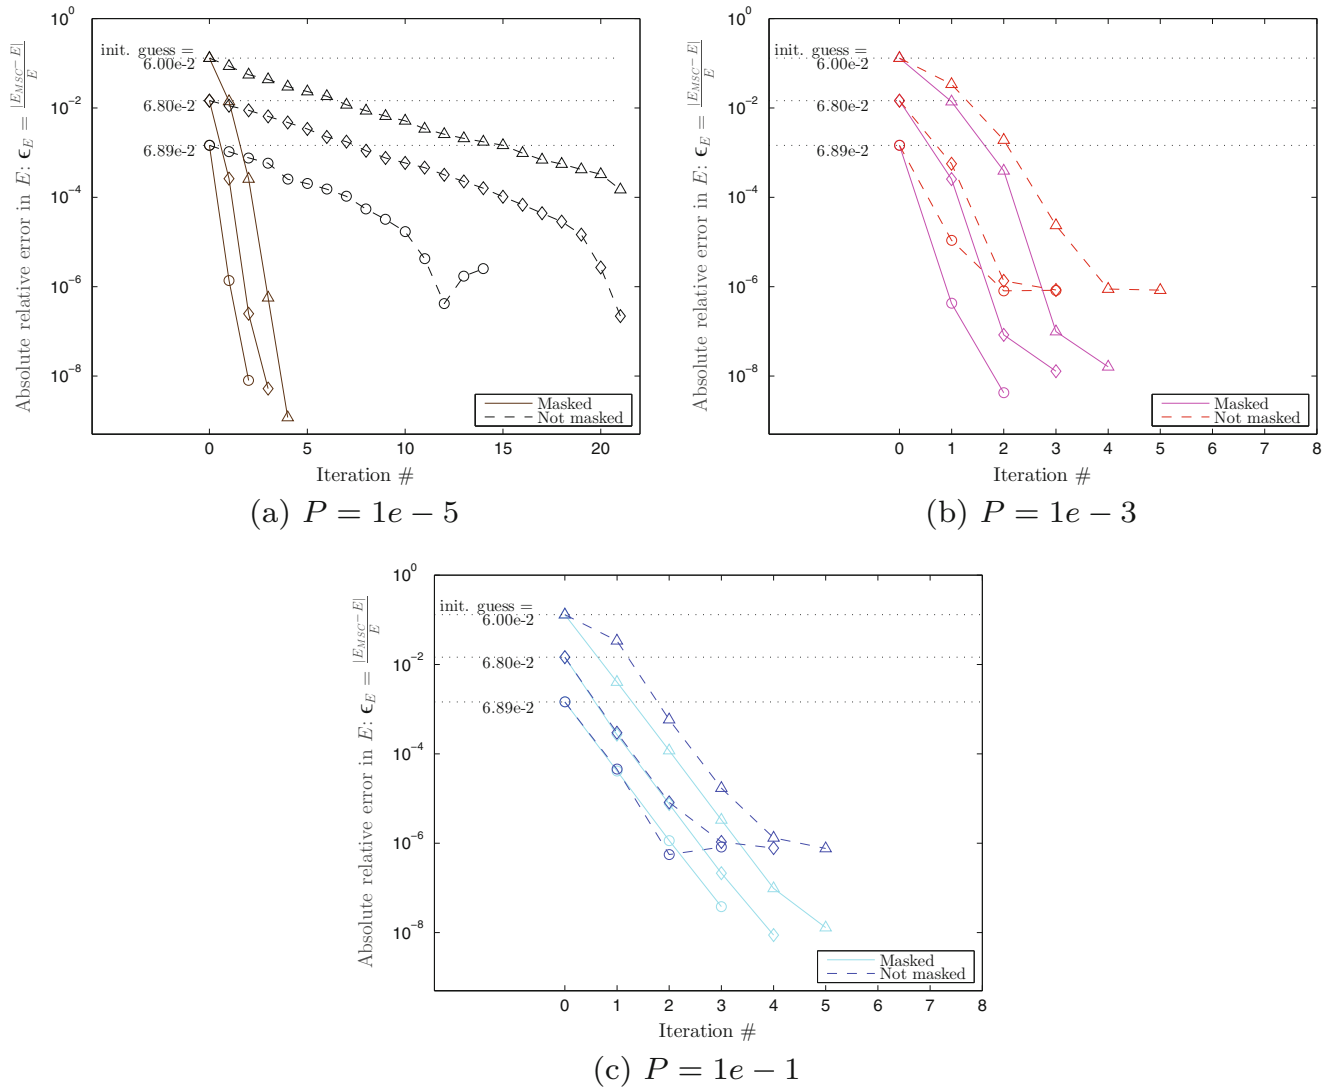 10^0
10^-2
10^-4
10^-6
10^-8
init. guess =
6.00e-2
6.80e-2
6.89e-2
Absolute relative error in E: ϵ_E = |E_MSC − E| / E
Masked
Not masked
0 5 10 15 20
Iteration #
(a) P = 1e − 5
10^0
10^-2
10^-4
10^-6
10^-8
init. guess =
6.00e-2
6.80e-2
6.89e-2
Absolute relative error in E: ϵ_E = |E_MSC − E| / E
Masked
Not masked
0 1 2 3 4 5 6 7 8
Iteration #
(b) P = 1e − 3
10^0
10^-2
10^-4
10^-6
10^-8
init. guess =
6.00e-2
6.80e-2
6.89e-2
Absolute relative error in E: ϵ_E = |E_MSC − E| / E
Masked
Not masked
0 1 2 3 4 5 6 7 8
Iteration #
(c) P = 1e − 1